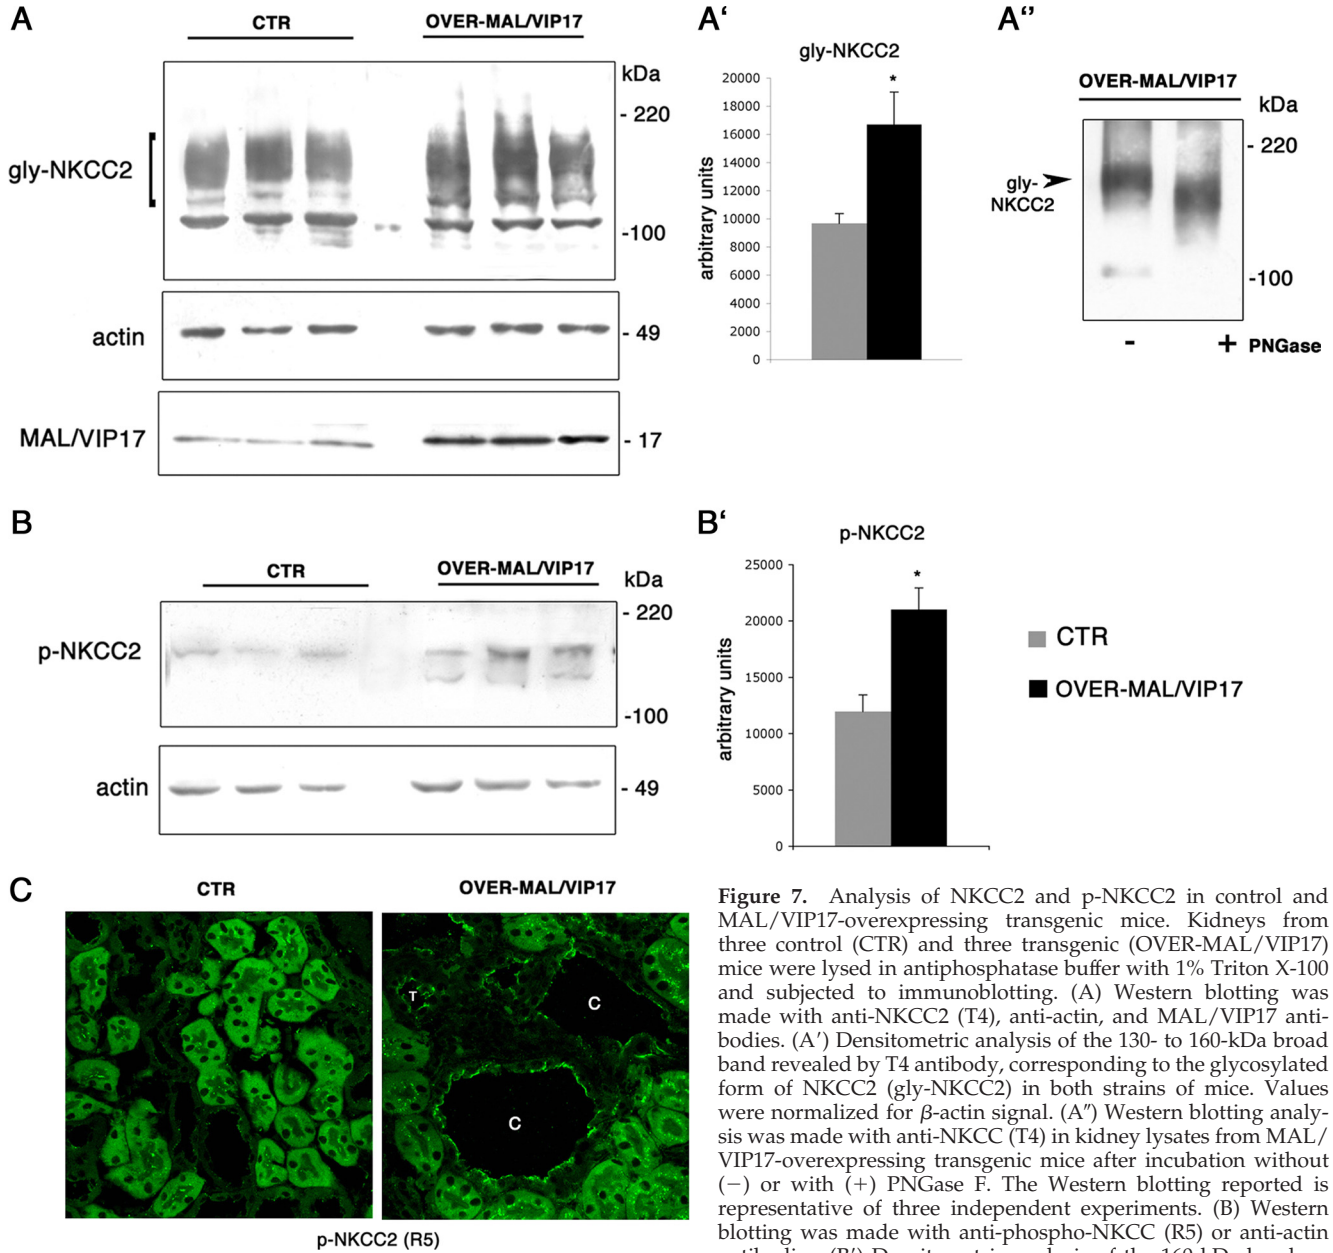 A
CTR
OVER-MAL/VIP17
kDa
- 220
gly-NKCC2
-100
actin
- 49
MAL/VIP17
- 17
A'
gly-NKCC2
*
arbitrary units
20000
18000
16000
14000
12000
10000
8000
6000
4000
2000
0
A''
OVER-MAL/VIP17
kDa
- 220
gly-
NKCC2
-100
- + PNGase
B
CTR
OVER-MAL/VIP17
kDa
- 220
p-NKCC2
-100
actin
- 49
B'
p-NKCC2
*
arbitrary units
25000
20000
15000
10000
5000
0
CTR
OVER-MAL/VIP17
C
CTR
OVER-MAL/VIP17
T
C
C
p-NKCC2 (R5)
Figure 7. Analysis of NKCC2 and p-NKCC2 in control and
MAL/VIP17-overexpressing transgenic mice. Kidneys from
three control (CTR) and three transgenic (OVER-MAL/VIP17)
mice were lysed in antiphosphatase buffer with 1% Triton X-100
and subjected to immunoblotting. (A) Western blotting was
made with anti-NKCC2 (T4), anti-actin, and MAL/VIP17 anti-
bodies. (A′) Densitometric analysis of the 130- to 160-kDa broad
band revealed by T4 antibody, corresponding to the glycosylated
form of NKCC2 (gly-NKCC2) in both strains of mice. Values
were normalized for β-actin signal. (A″) Western blotting analy-
sis was made with anti-NKCC (T4) in kidney lysates from MAL/
VIP17-overexpressing transgenic mice after incubation without
(−) or with (+) PNGase F. The Western blotting reported is
representative of three independent experiments. (B) Western
blotting was made with anti-phospho-NKCC (R5) or anti-actin